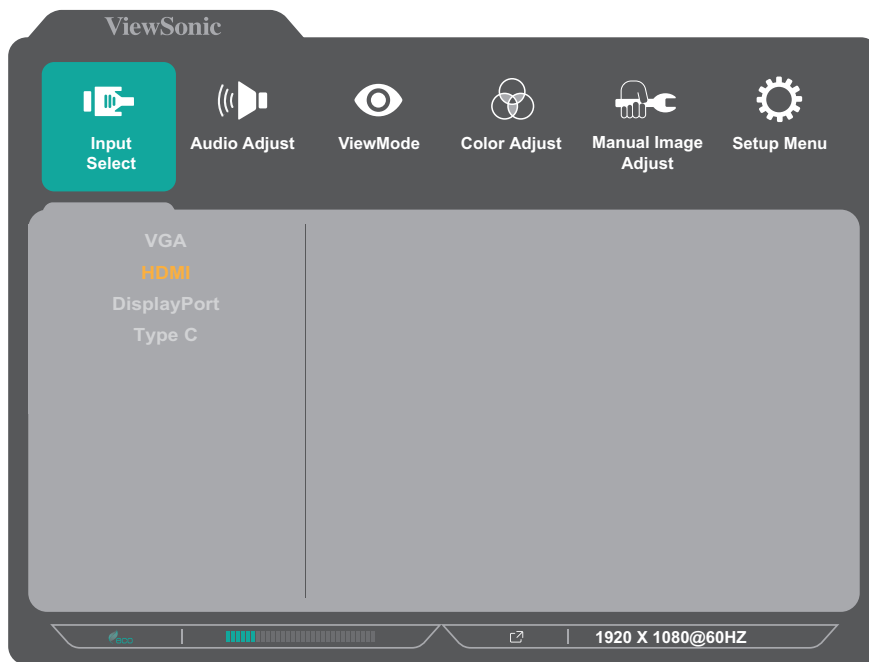 ViewSonic
Input
Select
Audio Adjust
ViewMode
Color Adjust
Manual Image
Adjust
Setup Menu
VGA
HDMI
DisplayPort
Type C
eco
1920 X 1080@60HZ